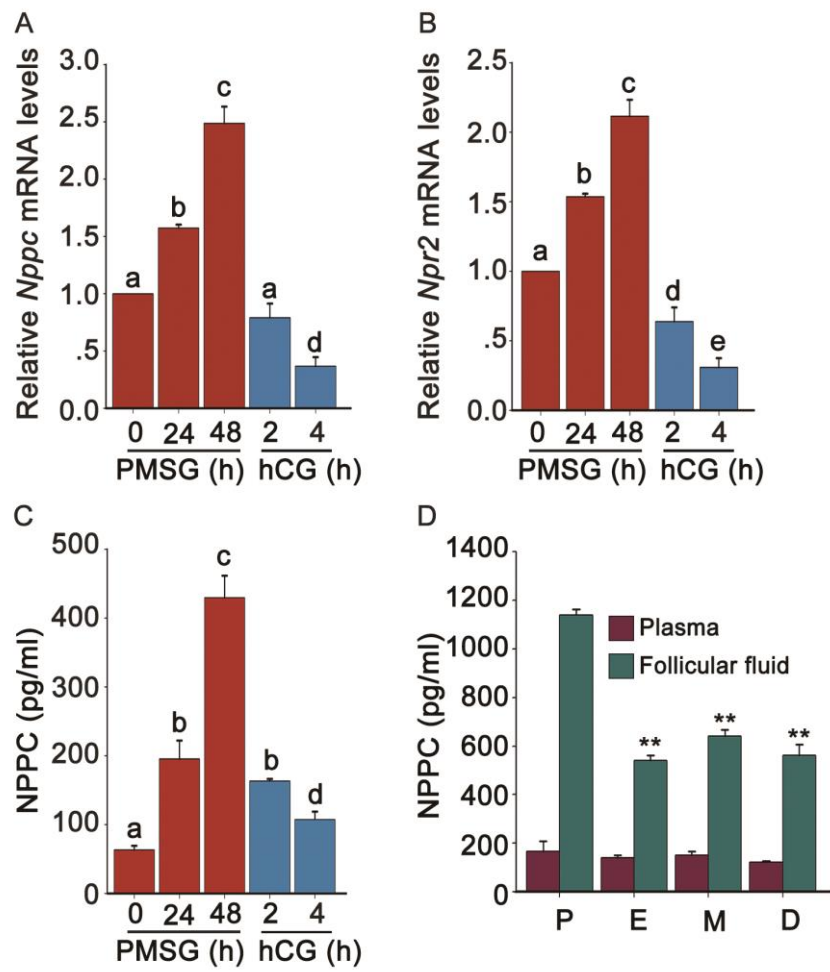 A
Relative Nppc mRNA levels
3.0
2.5
2.0
1.5
1.0
.5
0.0
a
b
c
a
d
0 24 48 2 4
PMSG (h) hCG (h)
B
Relative Npr2 mRNA levels
2.5
2.0
1.5
1.0
.5
0.0
a
b
c
d
e
0 24 48 2 4
PMSG (h) hCG (h)
C
NPPC (pg/ml)
500
400
300
200
100
0
a
b
c
b
d
0 24 48 2 4
PMSG (h) hCG (h)
D
NPPC (pg/ml)
1400
1200
1000
800
600
400
200
0
Plasma
Follicular fluid
** ** **
P E M D